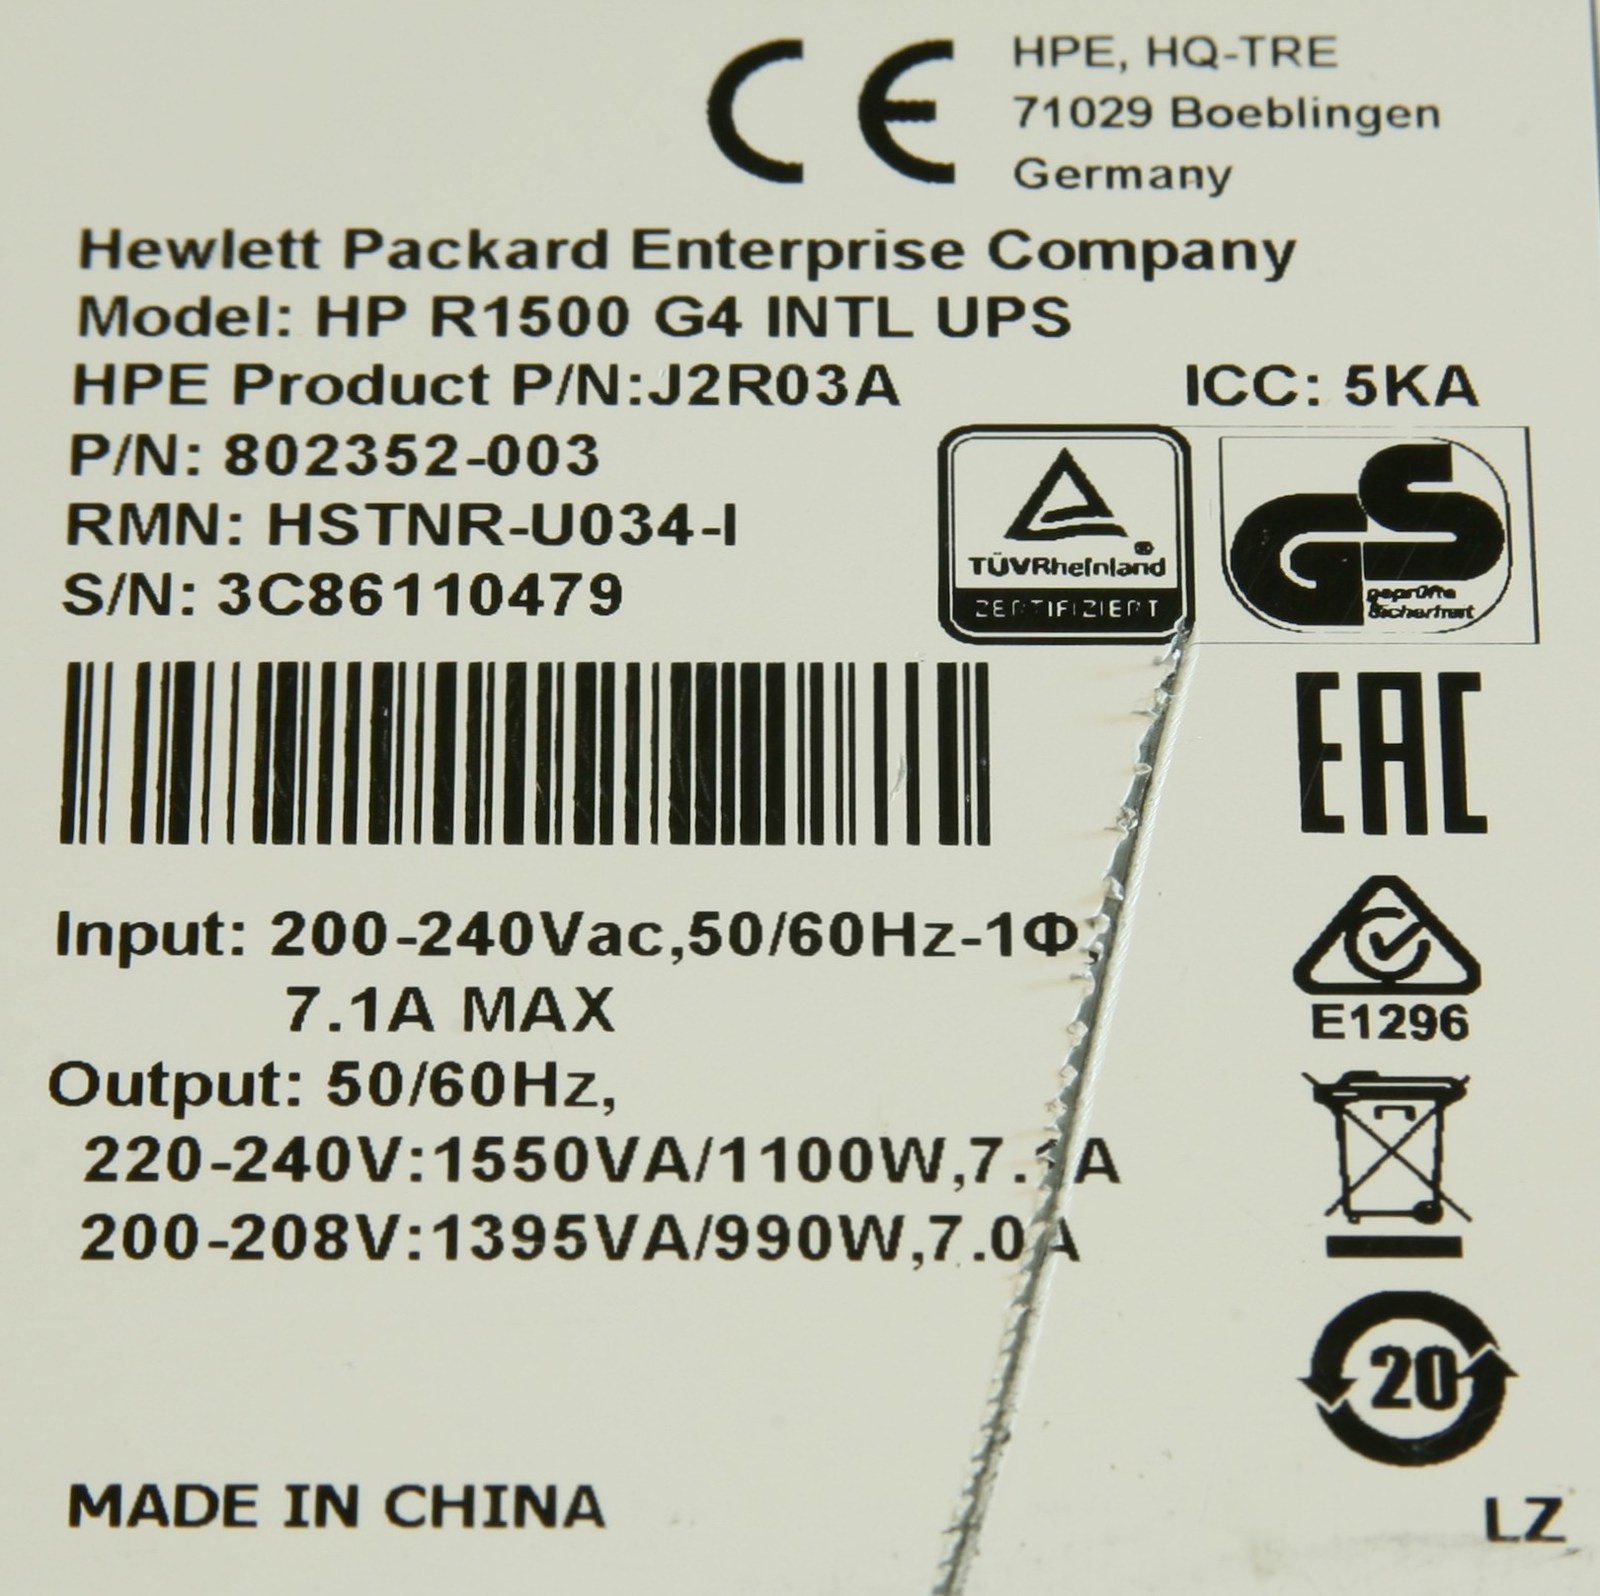 CE
HPE, HQ-TRE
71029 Boeblingen
Germany
Hewlett Packard Enterprise Company
Model: HP R1500 G4 INTL UPS
HPE Product P/N:J2R03A
ICC: 5KA
P/N: 802352-003
RMN: HSTNR-U034-I
S/N: 3C86110479
TÜVRheinland
ZERTIFIZIERT
GS
geprüfte
Sicherheit
EAC
Input: 200-240Vac,50/60Hz-1Φ,
7.1A MAX
E1296
Output: 50/60Hz,
220-240V:1550VA/1100W,7.1A
200-208V:1395VA/990W,7.0A
20
MADE IN CHINA
LZ